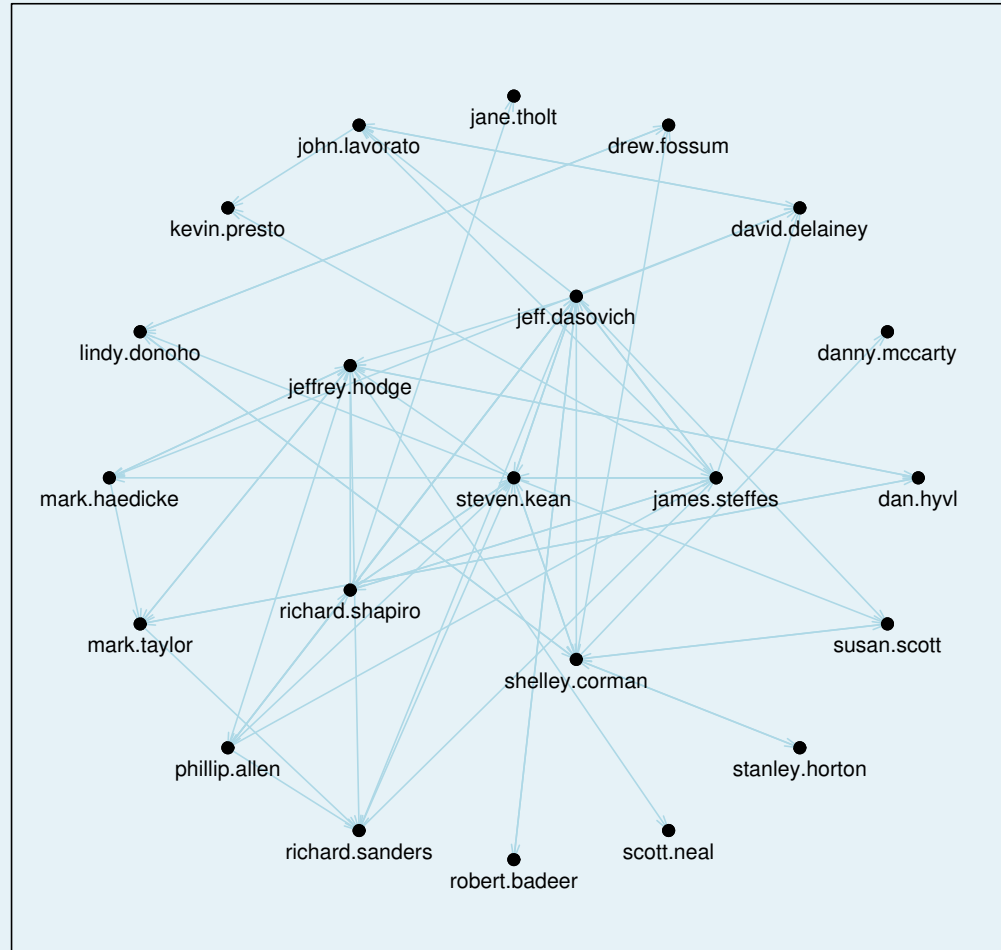 jane.tholt
john.lavorato
drew.fossum
kevin.presto
david.delainey
jeff.dasovich
lindy.donoho
danny.mccarty
jeffrey.hodge
mark.haedicke
steven.kean
james.steffes
dan.hyvl
richard.shapiro
mark.taylor
susan.scott
shelley.corman
phillip.allen
stanley.horton
richard.sanders
scott.neal
robert.badeer